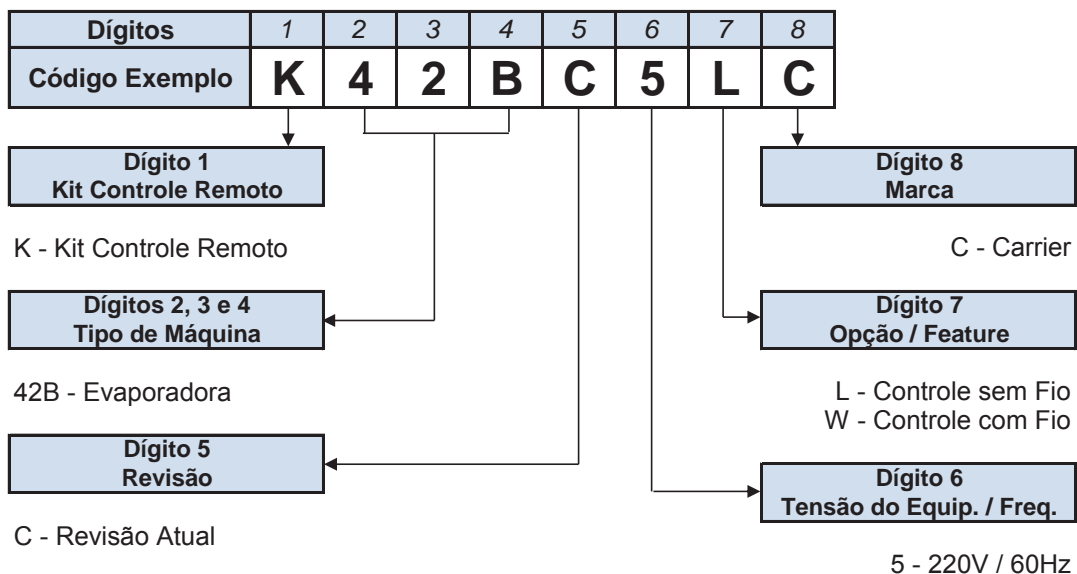 Dígitos 1 2 3 4 5 6 7 8
Código Exemplo K 4 2 B C 5 L C
Dígito 1
Kit Controle Remoto
K - Kit Controle Remoto
Dígitos 2, 3 e 4
Tipo de Máquina
42B - Evaporadora
Dígito 5
Revisão
C - Revisão Atual
Dígito 8
Marca
C - Carrier
Dígito 7
Opção / Feature
L - Controle sem Fio
W - Controle com Fio
Dígito 6
Tensão do Equip. / Freq.
5 - 220V / 60Hz